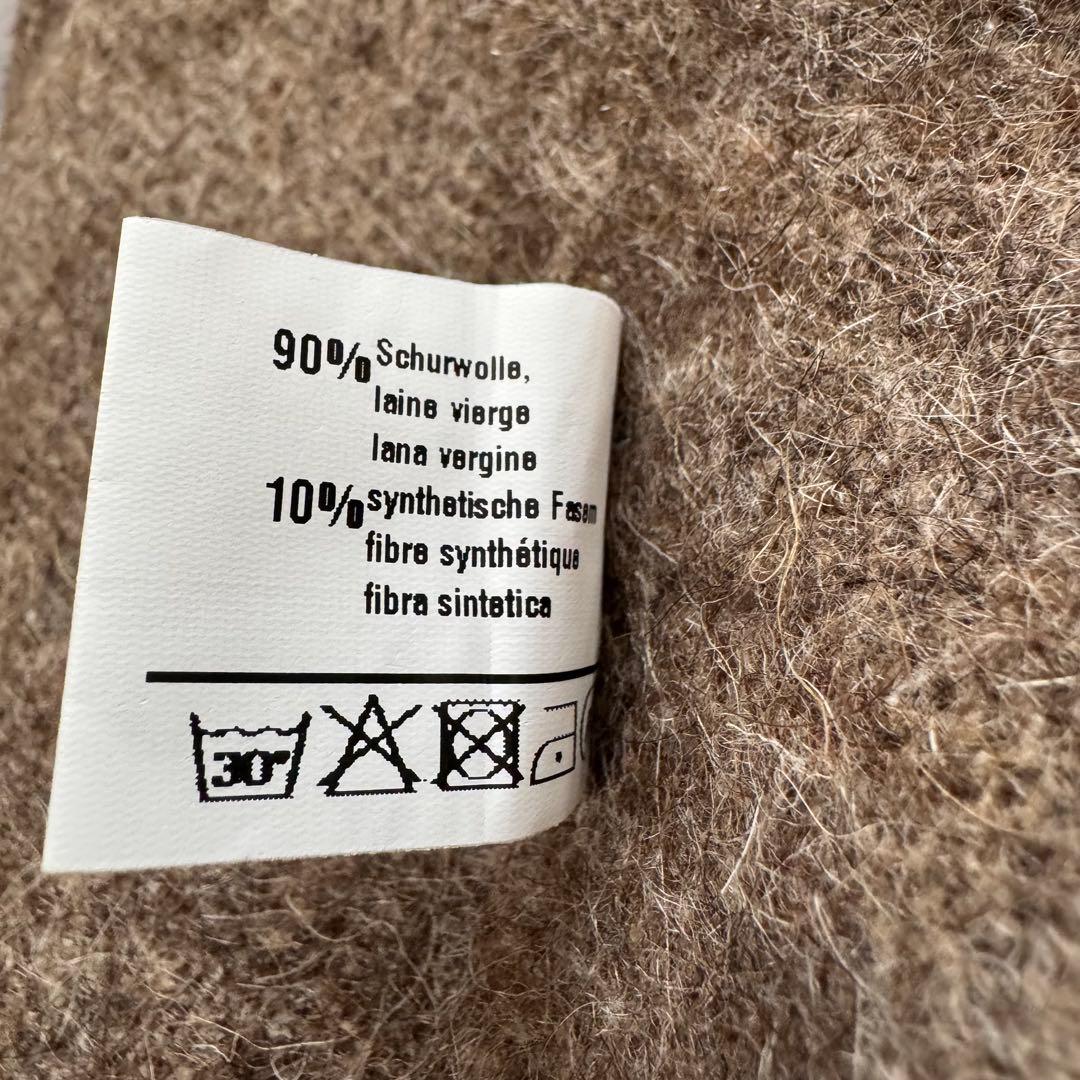 90% Schurwolle,
laine vierge
lana vergine
10% synthetische Fasern
fibre synthétique
fibra sintetica
30°